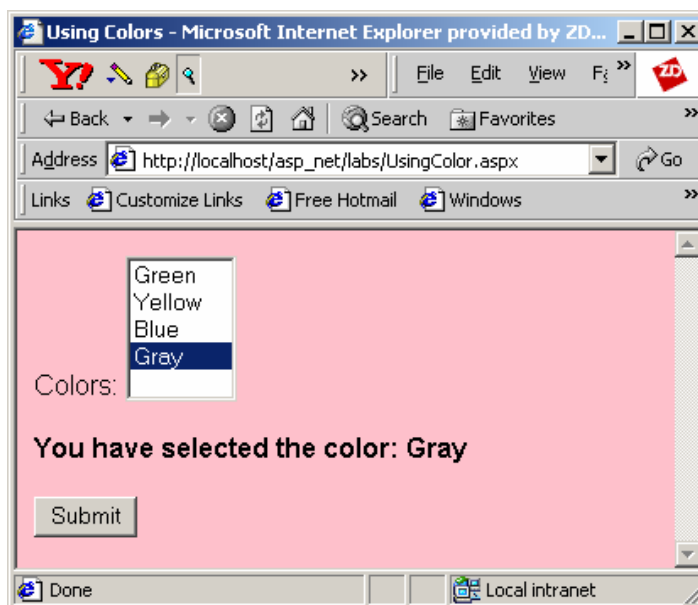 Using Colors - Microsoft Internet Explorer provided by ZD...
Y! » File Edit View Fa » ZD
Back Search Favorites »
Address http://localhost/asp_net/labs/UsingColor.aspx Go
Links Customize Links Free Hotmail Windows »
Green
Yellow
Blue
Gray
Colors:
You have selected the color: Gray
Submit
Done Local intranet